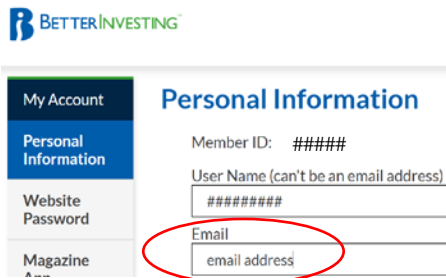 BETTERINVESTING
My Account
Personal Information
Personal
Information
Member ID: #####
User Name (can't be an email address)
#########
Website
Password
Email
email address
Magazine
App